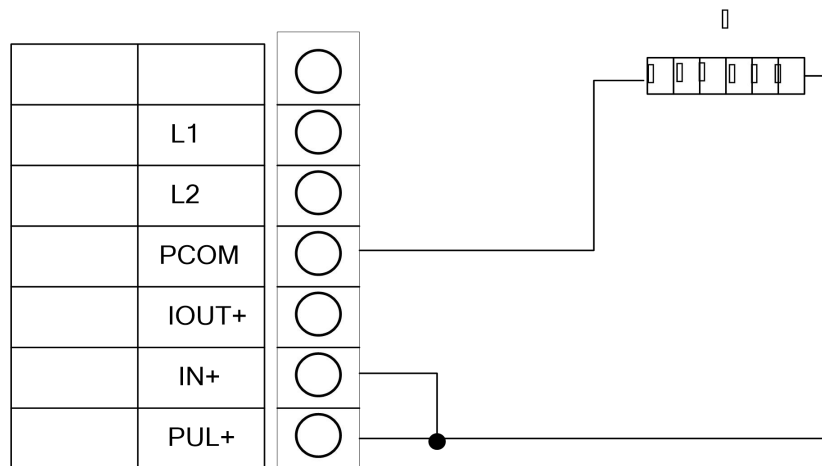 L1
L2
PCOM
IOUT+
IN+
PUL+